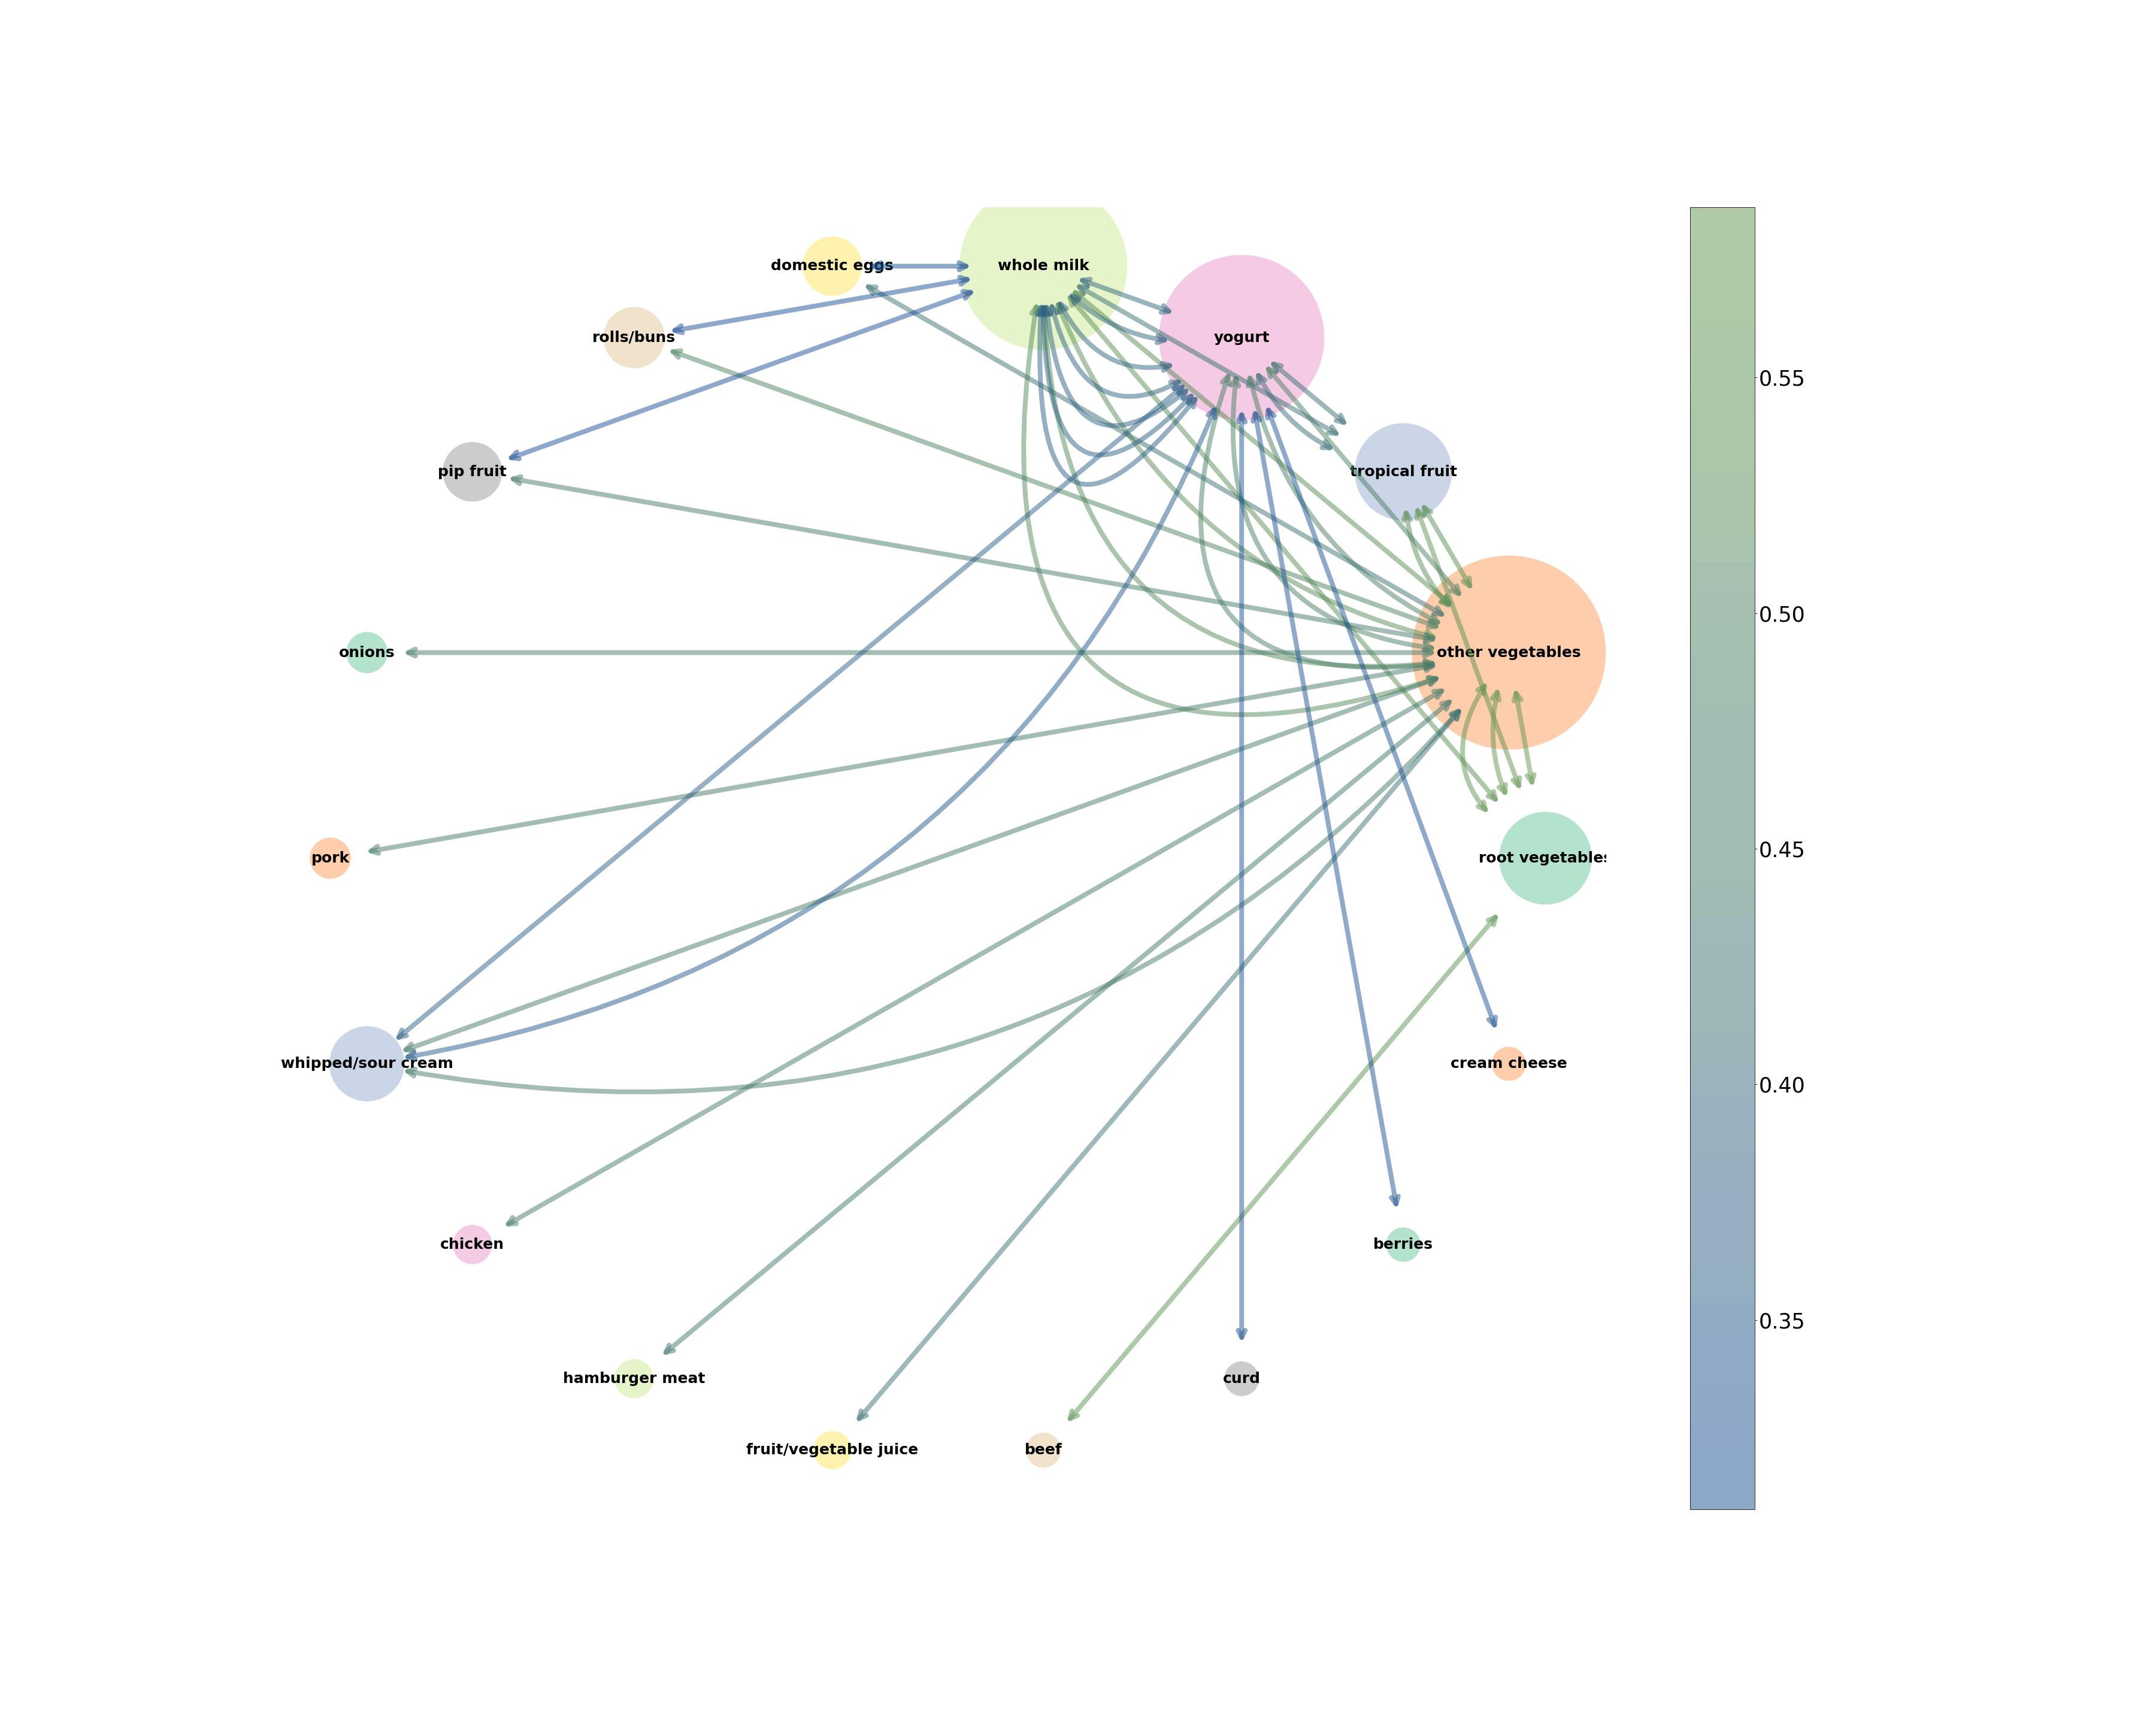 domestic eggs
whole milk
yogurt
rolls/buns
0.55
pip fruit
tropical fruit
0.50
onions
other vegetables
0.45
pork
root vegetables
0.40
whipped/sour cream
cream cheese
chicken
berries
0.35
hamburger meat
curd
fruit/vegetable juice
beef